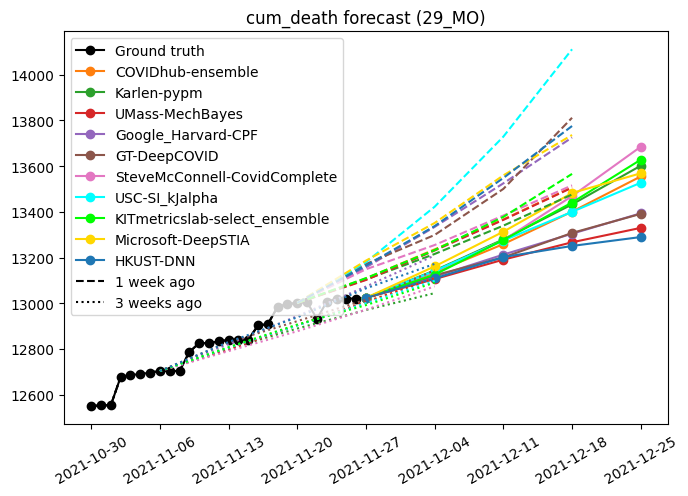 cum_death forecast (29_MO)
14000
13800
13600
13400
13200
13000
12800
12600
Ground truth
COVIDhub-ensemble
Karlen-pypm
UMass-MechBayes
Google_Harvard-CPF
GT-DeepCOVID
SteveMcConnell-CovidComplete
USC-SI_kJalpha
KITmetricslab-select_ensemble
Microsoft-DeepSTIA
HKUST-DNN
1 week ago
3 weeks ago
2021-10-30
2021-11-06
2021-11-13
2021-11-20
2021-11-27
2021-12-04
2021-12-11
2021-12-18
2021-12-25